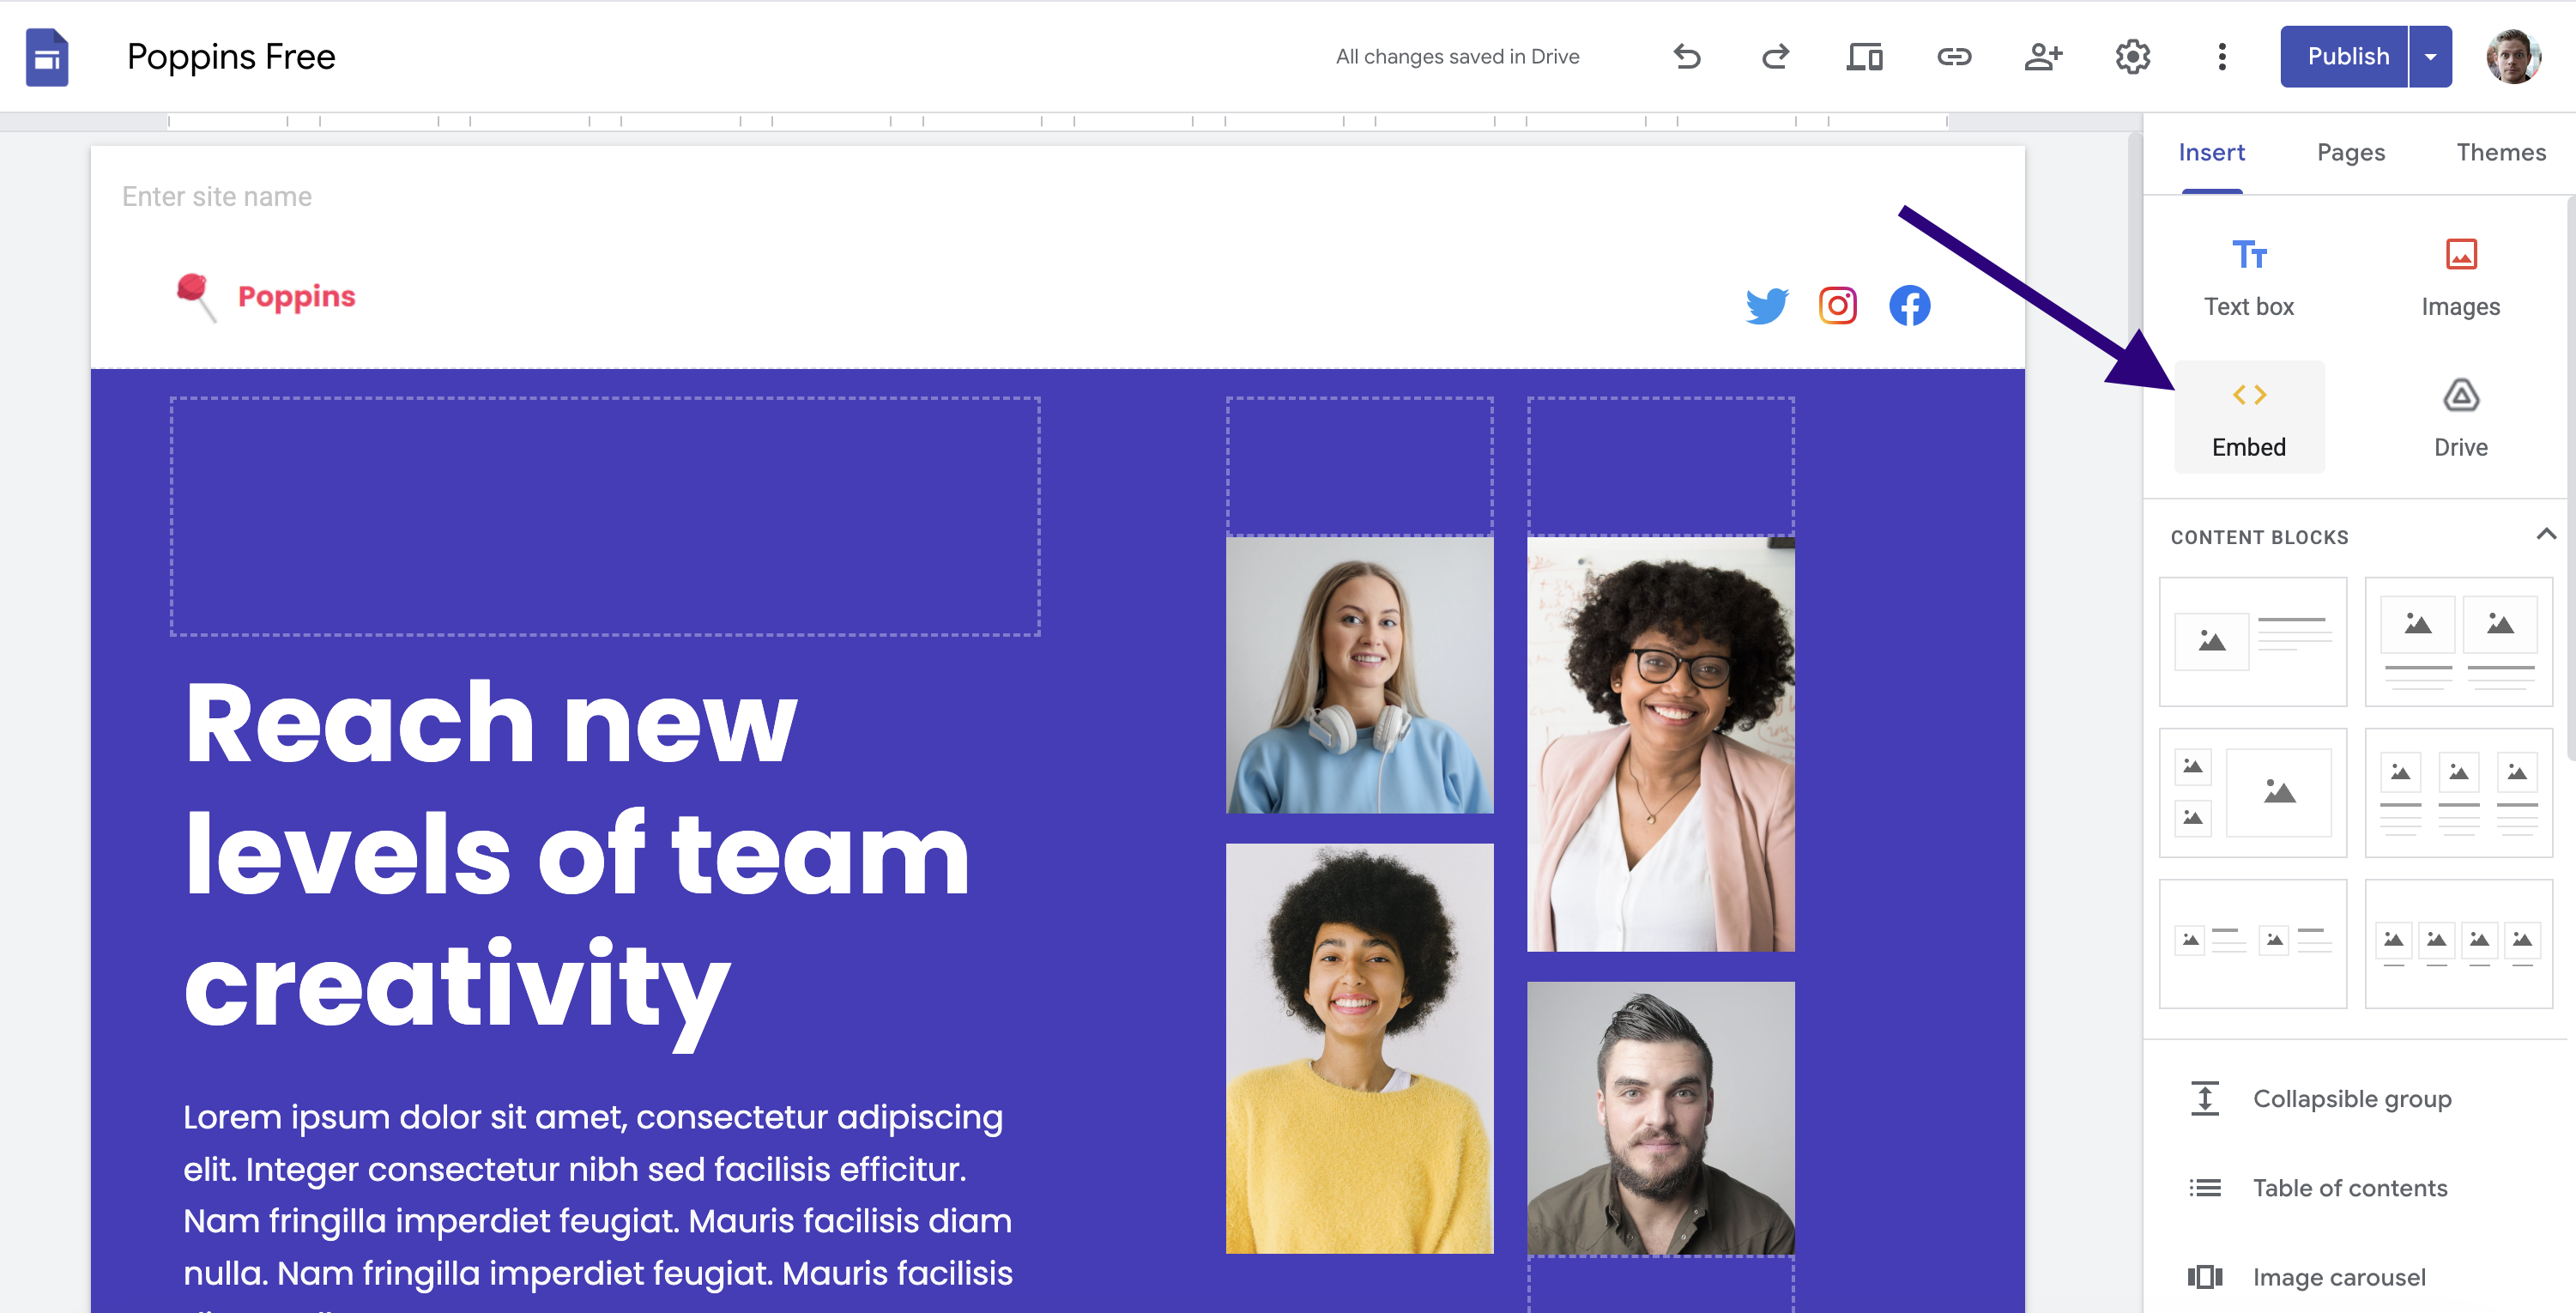 Poppins Free
All changes saved in Drive
Publish
Insert Pages Themes
Enter site name
Poppins
Text box Images
Embed Drive
CONTENT BLOCKS
Reach new
levels of team
creativity
Lorem ipsum dolor sit amet, consectetur adipiscing
elit. Integer consectetur nibh sed facilisis efficitur.
Nam fringilla imperdiet feugiat. Mauris facilisis diam
nulla. Nam fringilla imperdiet feugiat. Mauris facilisis
Collapsible group
Table of contents
Image carousel